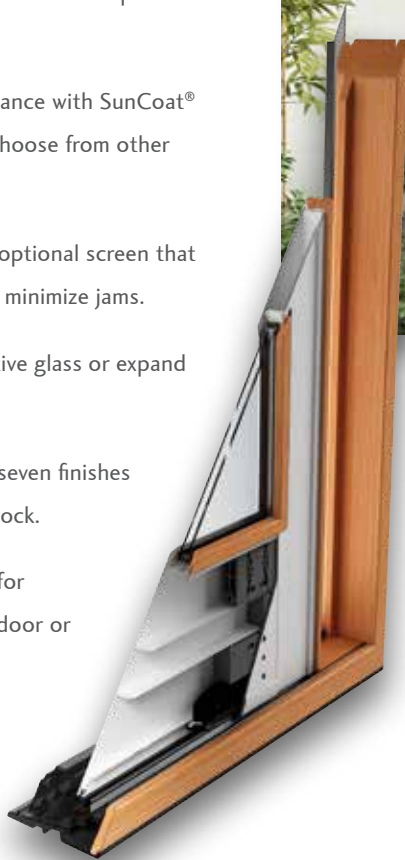 ance with SunCoat®
hoose from other
optional screen that
minimize jams.
ive glass or expand
seven finishes
ock.
for
door or